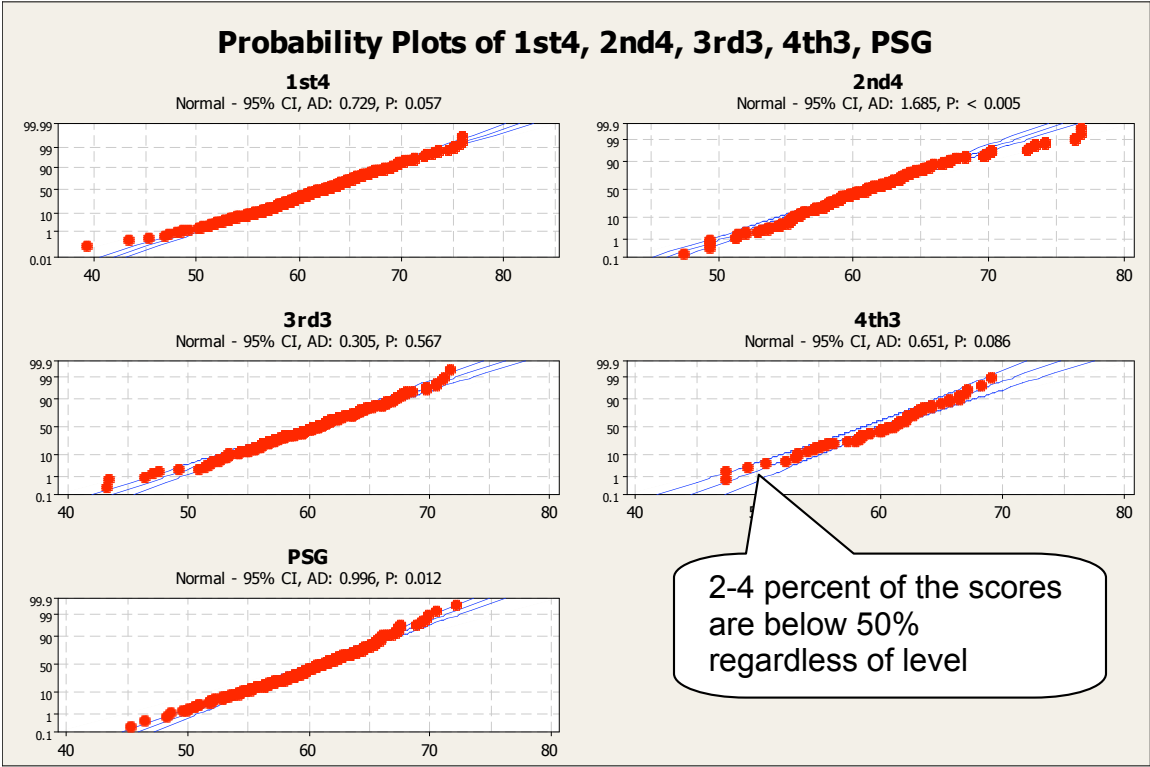 Probability Plots of 1st4, 2nd4, 3rd3, 4th3, PSG
1st4
Normal - 95% CI, AD: 0.729, P: 0.057
99.99
99
90
50
10
1
0.01
40 50 60 70 80
2nd4
Normal - 95% CI, AD: 1.685, P: < 0.005
99.9
99
90
50
10
1
0.1
50 60 70 80
3rd3
Normal - 95% CI, AD: 0.305, P: 0.567
99.9
99
90
50
10
1
0.1
40 50 60 70 80
4th3
Normal - 95% CI, AD: 0.651, P: 0.086
99.9
99
90
50
10
1
0.1
40 60 70 80
PSG
Normal - 95% CI, AD: 0.996, P: 0.012
99.9
99
90
50
10
1
0.1
40 50 60 70 80
2-4 percent of the scores
are below 50%
regardless of level